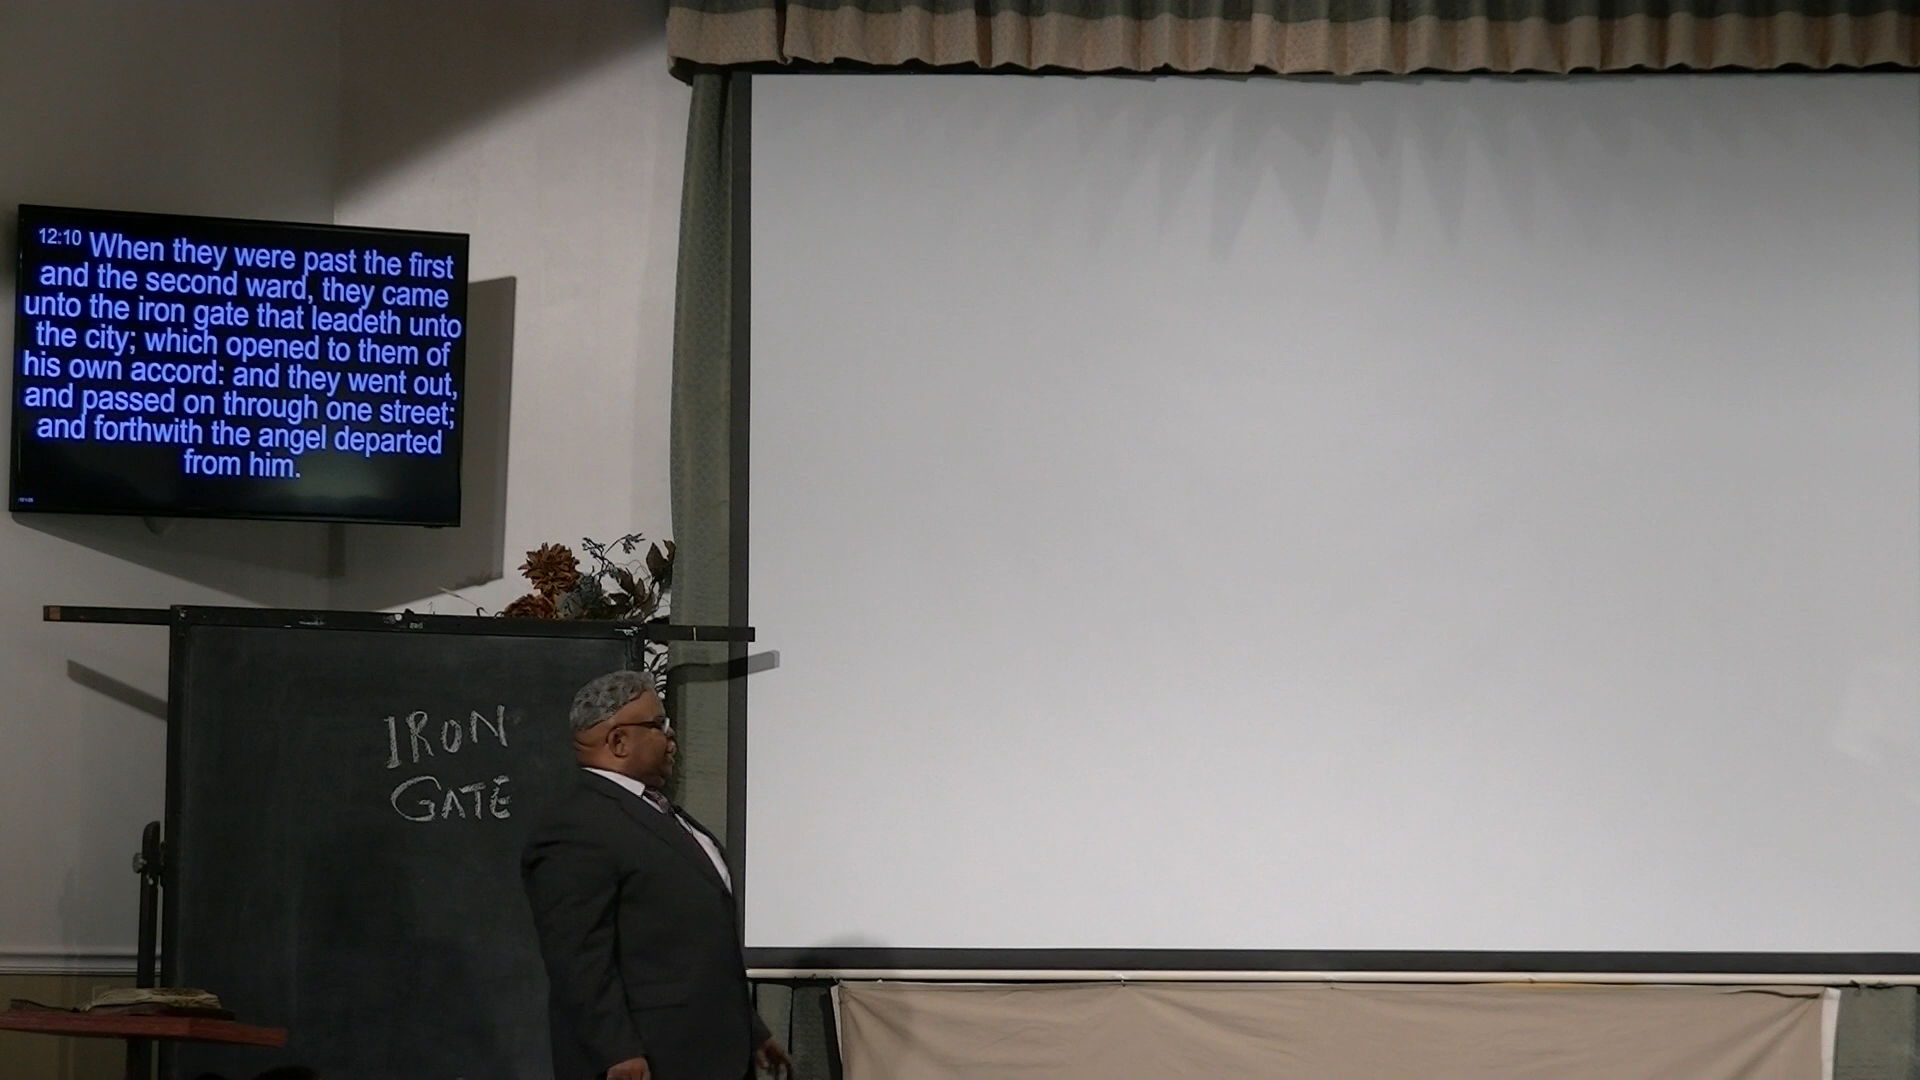 12:10 When they were past the first
and the second ward, they came
unto the iron gate that leadeth unto
the city; which opened to them of
his own accord: and they went out,
and passed on through one street;
and forthwith the angel departed
from him.
IRON
GATE